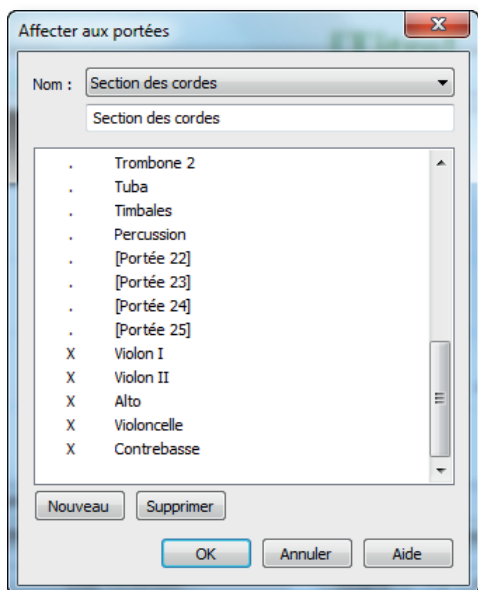 Affecter aux portées
Nom : Section des cordes
Section des cordes
. Trombone 2
. Tuba
. Timbales
. Percussion
. [Portée 22]
. [Portée 23]
. [Portée 24]
. [Portée 25]
X Violon I
X Violon II
X Alto
X Violoncelle
X Contrebasse
Nouveau Supprimer
OK Annuler Aide